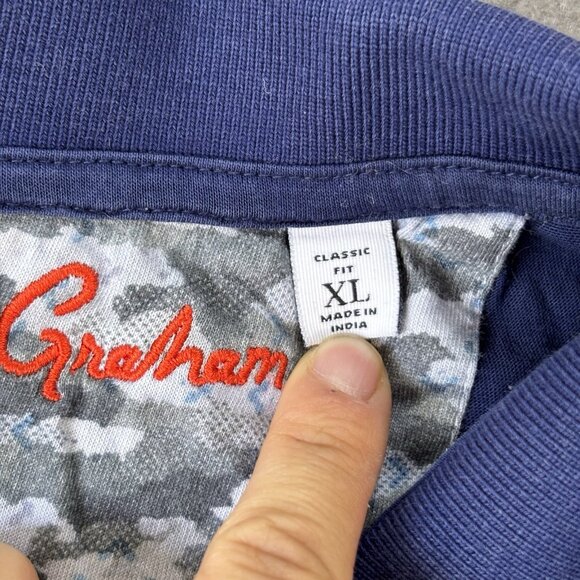 Graham
CLASSIC
FIT
XL
MADE IN
INDIA